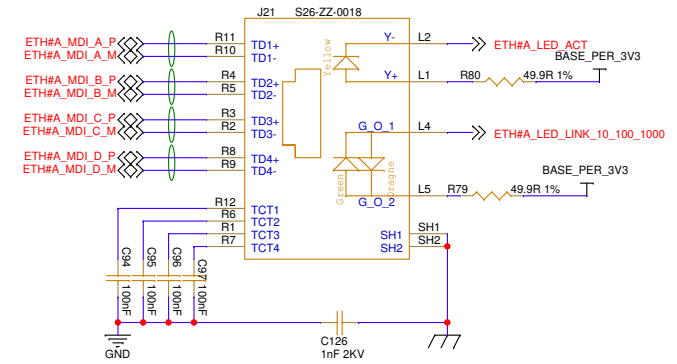 J21 S26-ZZ-0018
ETH#A_MDI_A_P R11 TD1+ Y- L2 ETH#A_LED_ACT
ETH#A_MDI_A_M R10 TD1-
Yellow
BASE_PER_3V3
ETH#A_MDI_B_P R4 TD2+ Y+ L1 R80 49.9R 1%
ETH#A_MDI_B_M R5 TD2-
ETH#A_MDI_C_P R3 TD3+ G_O_1 L4
ETH#A_MDI_C_M R2 TD3- ETH#A_LED_LINK_10_100_1000
ETH#A_MDI_D_P R8 TD4+
ETH#A_MDI_D_M R9 TD4-
Green
Oragne
BASE_PER_3V3
G_O_2 L5 R79 49.9R 1%
R12 TCT1
R6 TCT2
R1 TCT3 SH1 SH1
R7 TCT4 SH2 SH2
C94 100nF
C95 100nF
C96 100nF
C97 100nF
GND
C126
1nF 2KV